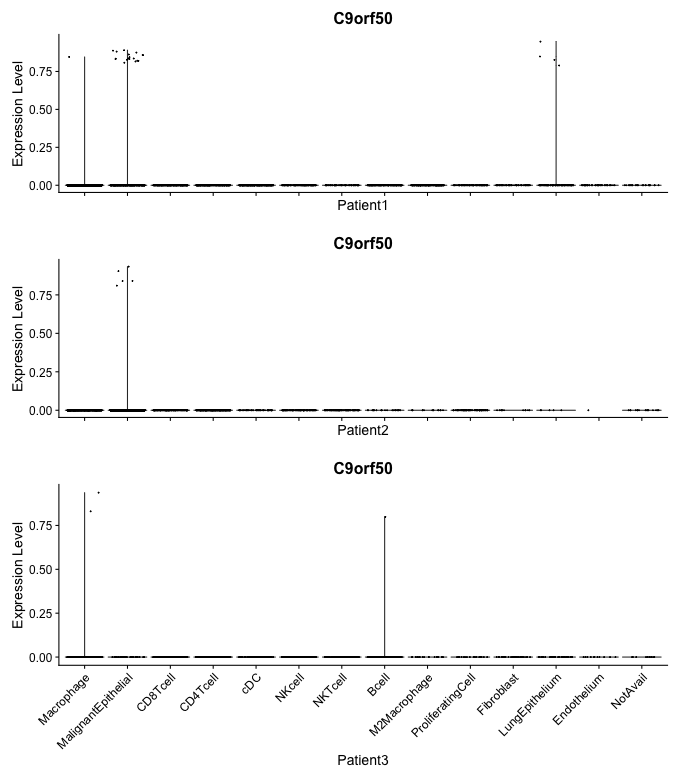 C9orf50
Expression Level
0.75
0.50
0.25
0.00
Patient1
C9orf50
Expression Level
0.75
0.50
0.25
0.00
Patient2
C9orf50
Expression Level
0.75
0.50
0.25
0.00
Macrophage
MalignantEpithelial
CD8Tcell
CD4Tcell
cDC
NKcell
NKTcell
Bcell
M2Macrophage
ProliferatingCell
Fibroblast
LungEpithelium
Endothelium
NotAvail
Patient3